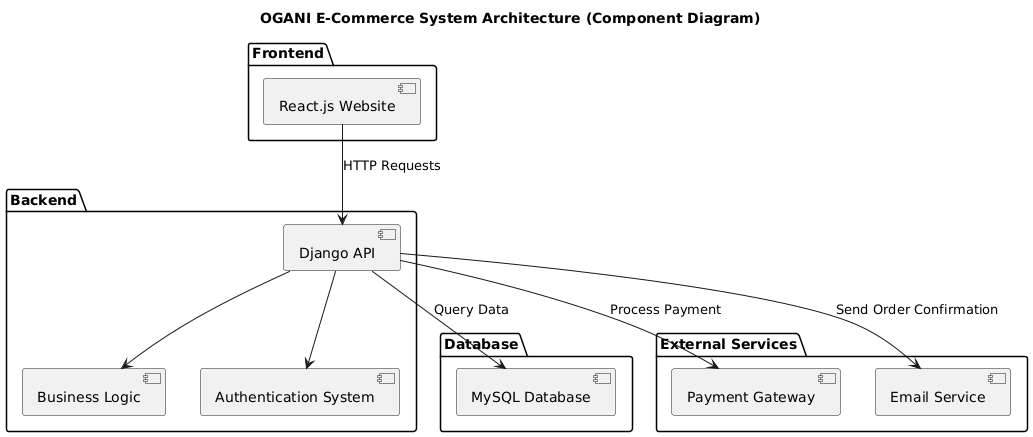 OGANI E-Commerce System Architecture (Component Diagram)
Frontend
React.js Website
HTTP Requests
Backend
Django API
Query Data
Process Payment
Send Order Confirmation
Database
External Services
Business Logic
Authentication System
MySQL Database
Payment Gateway
Email Service